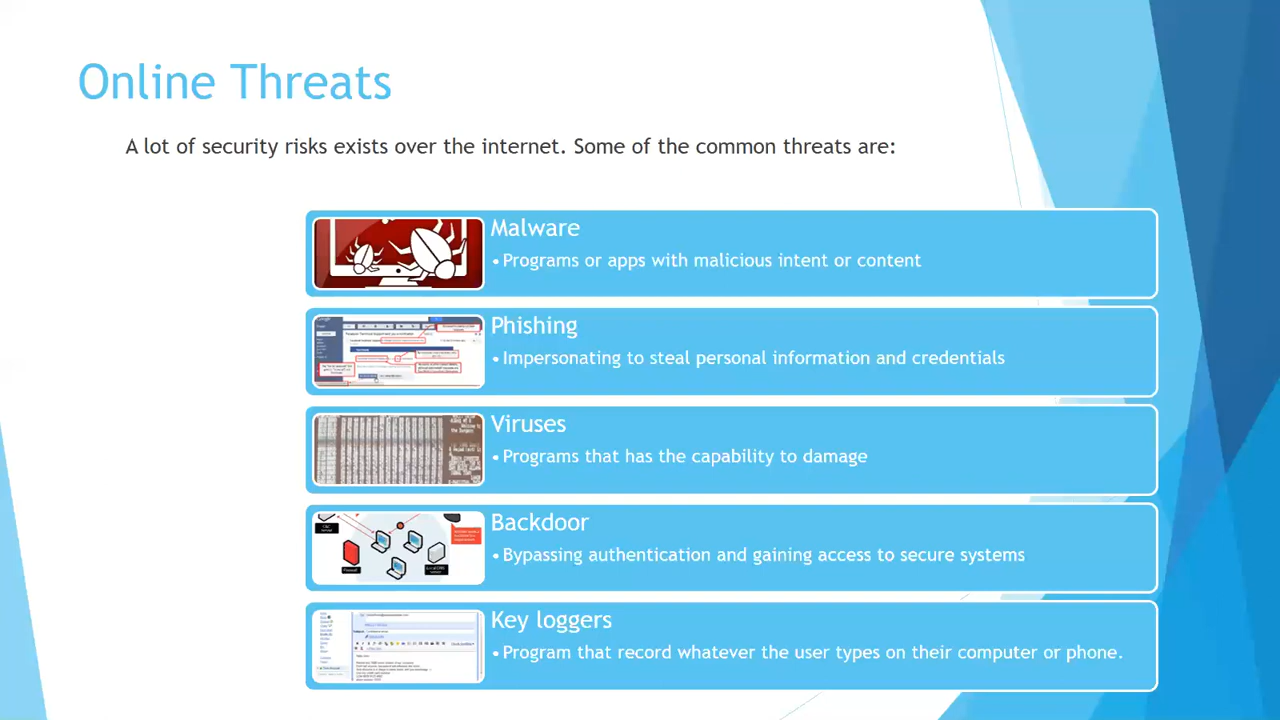 Online Threats
A lot of security risks exists over the internet. Some of the common threats are:
Malware
• Programs or apps with malicious intent or content
Phishing
• Impersonating to steal personal information and credentials
Viruses
• Programs that has the capability to damage
Backdoor
• Bypassing authentication and gaining access to secure systems
Key loggers
• Program that record whatever the user types on their computer or phone.